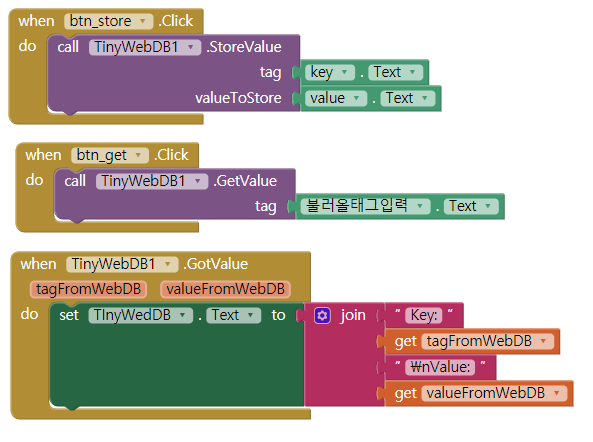 when btn_store .Click
do call TinyWebDB1 .StoreValue
tag key . Text
valueToStore value . Text
when btn_get .Click
do call TinyWebDB1 .GetValue
tag 불러올태그입력 . Text
when TinyWebDB1 .GotValue
tagFromWebDB valueFromWebDB
do set TInyWedDB . Text to join “ Key: “
get tagFromWebDB
“ ₩nValue: ”
get valueFromWebDB